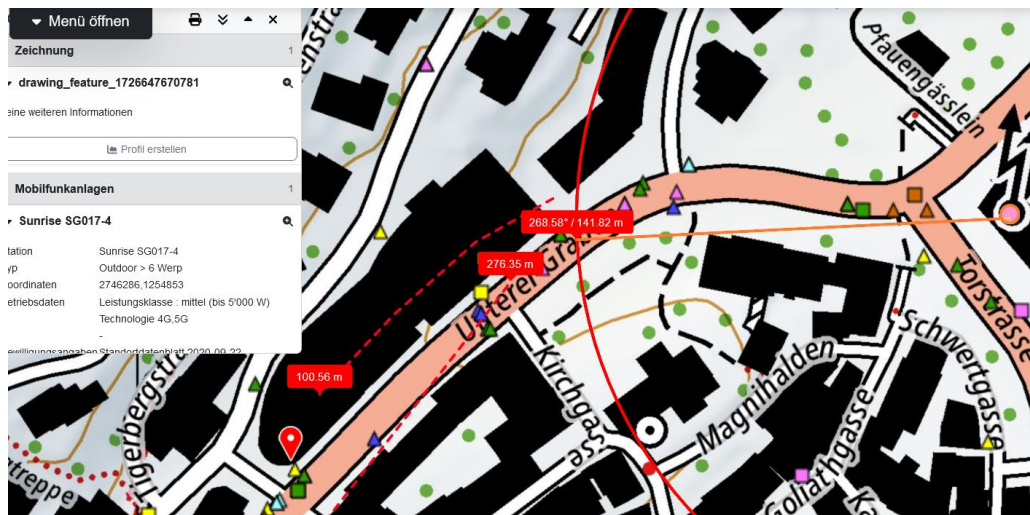 Menü öffnen
Zeichnung 1
drawing_feature_1726647670781
eine weiteren Informationen
Profil erstellen
Mobilfunkanlagen 1
Sunrise SG017-4
tation Sunrise SG017-4
yp Outdoor > 6 Werp
oordinaten 2746286,1254853
etriebsdaten Leistungsklasse : mittel (bis 5'000 W)
Technologie 4G,5G
-
ewilligungsangaben Standortdatenblatt 2020-09-22
enstra
Pfauengässlein
268.58° / 141.82 m
276.35 m
Unterer Graben
100.56 m
Torstrasse
Schwertgasse
Kirchgasse
Magnihalden
Goliathgasse
Ka
igerbergstra
treppe